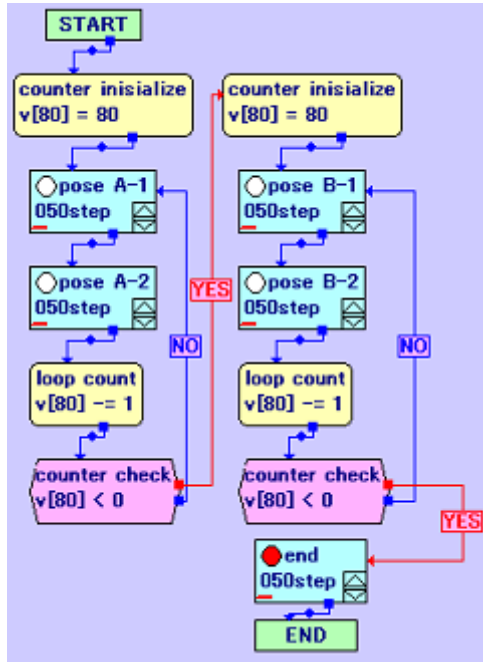 START
counter inisialize
v[80] = 80
pose A-1
050step
pose A-2
050step
loop count
v[80] -= 1
counter check
v[80] < 0
NO
YES
counter inisialize
v[80] = 80
pose B-1
050step
pose B-2
050step
loop count
v[80] -= 1
counter check
v[80] < 0
NO
YES
end
050step
END